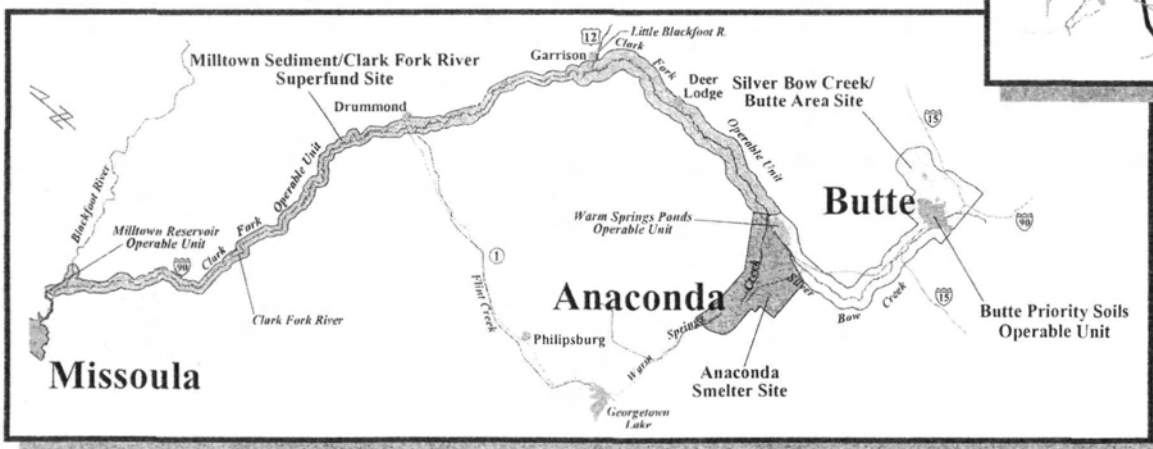 12
Little Blackfoot R.
Garrison
Clark
Fork
Operable Unit
Milltown Sediment/Clark Fork River
Superfund Site
Drummond
Deer
Lodge
Silver Bow Creek/
Butte Area Site
15
Blackfoot River
Clark Fork Operable Unit
Butte
Warm Springs Ponds
Operable Unit
90
Milltown Reservoir
Operable Unit
90
1
Anaconda
Creek
Silver
Bow
Creek
15
Clark Fork River
Flint Creek
Springs
Warm
Butte Priority Soils
Operable Unit
Philipsburg
Missoula
Anaconda
Smelter Site
Georgetown
Lake